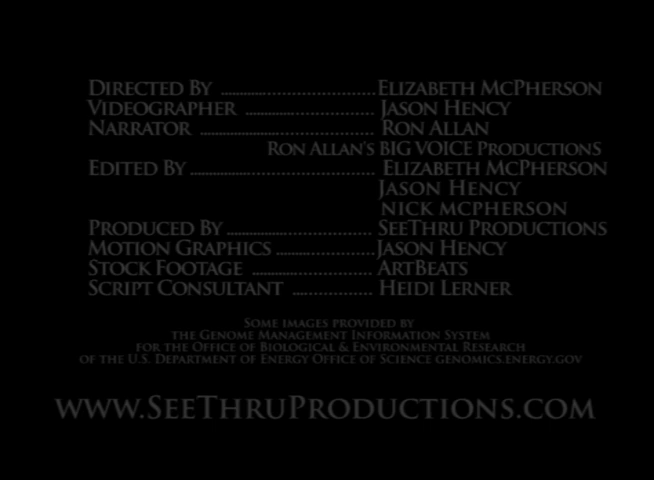 DIRECTED BY ....................................ELIZABETH MCPHERSON
VIDEOGRAPHER .............................. JASON HENCY
NARRATOR ........................................ RON ALLAN
RON ALLAN'S BIG VOICE PRODUCTIONS
EDITED BY........................................... ELIZABETH MCPHERSON
JASON HENCY
NICK MCPHERSON
PRODUCED BY.................................. SEETHRU PRODUCTIONS
MOTION GRAPHICS .......................JASON HENCY
STOCK FOOTAGE ............................ ARTBEATS
SCRIPT CONSULTANT ................... HEIDI LERNER
SOME IMAGES PROVIDED BY
THE GENOME MANAGEMENT INFORMATION SYSTEM
FOR THE OFFICE OF BIOLOGICAL & ENVIRONMENTAL RESEARCH
OF THE U.S. DEPARTMENT OF ENERGY OFFICE OF SCIENCE GENOMICS.ENERGY.GOV
WWW.SEETHRUPRODUCTIONS.COM